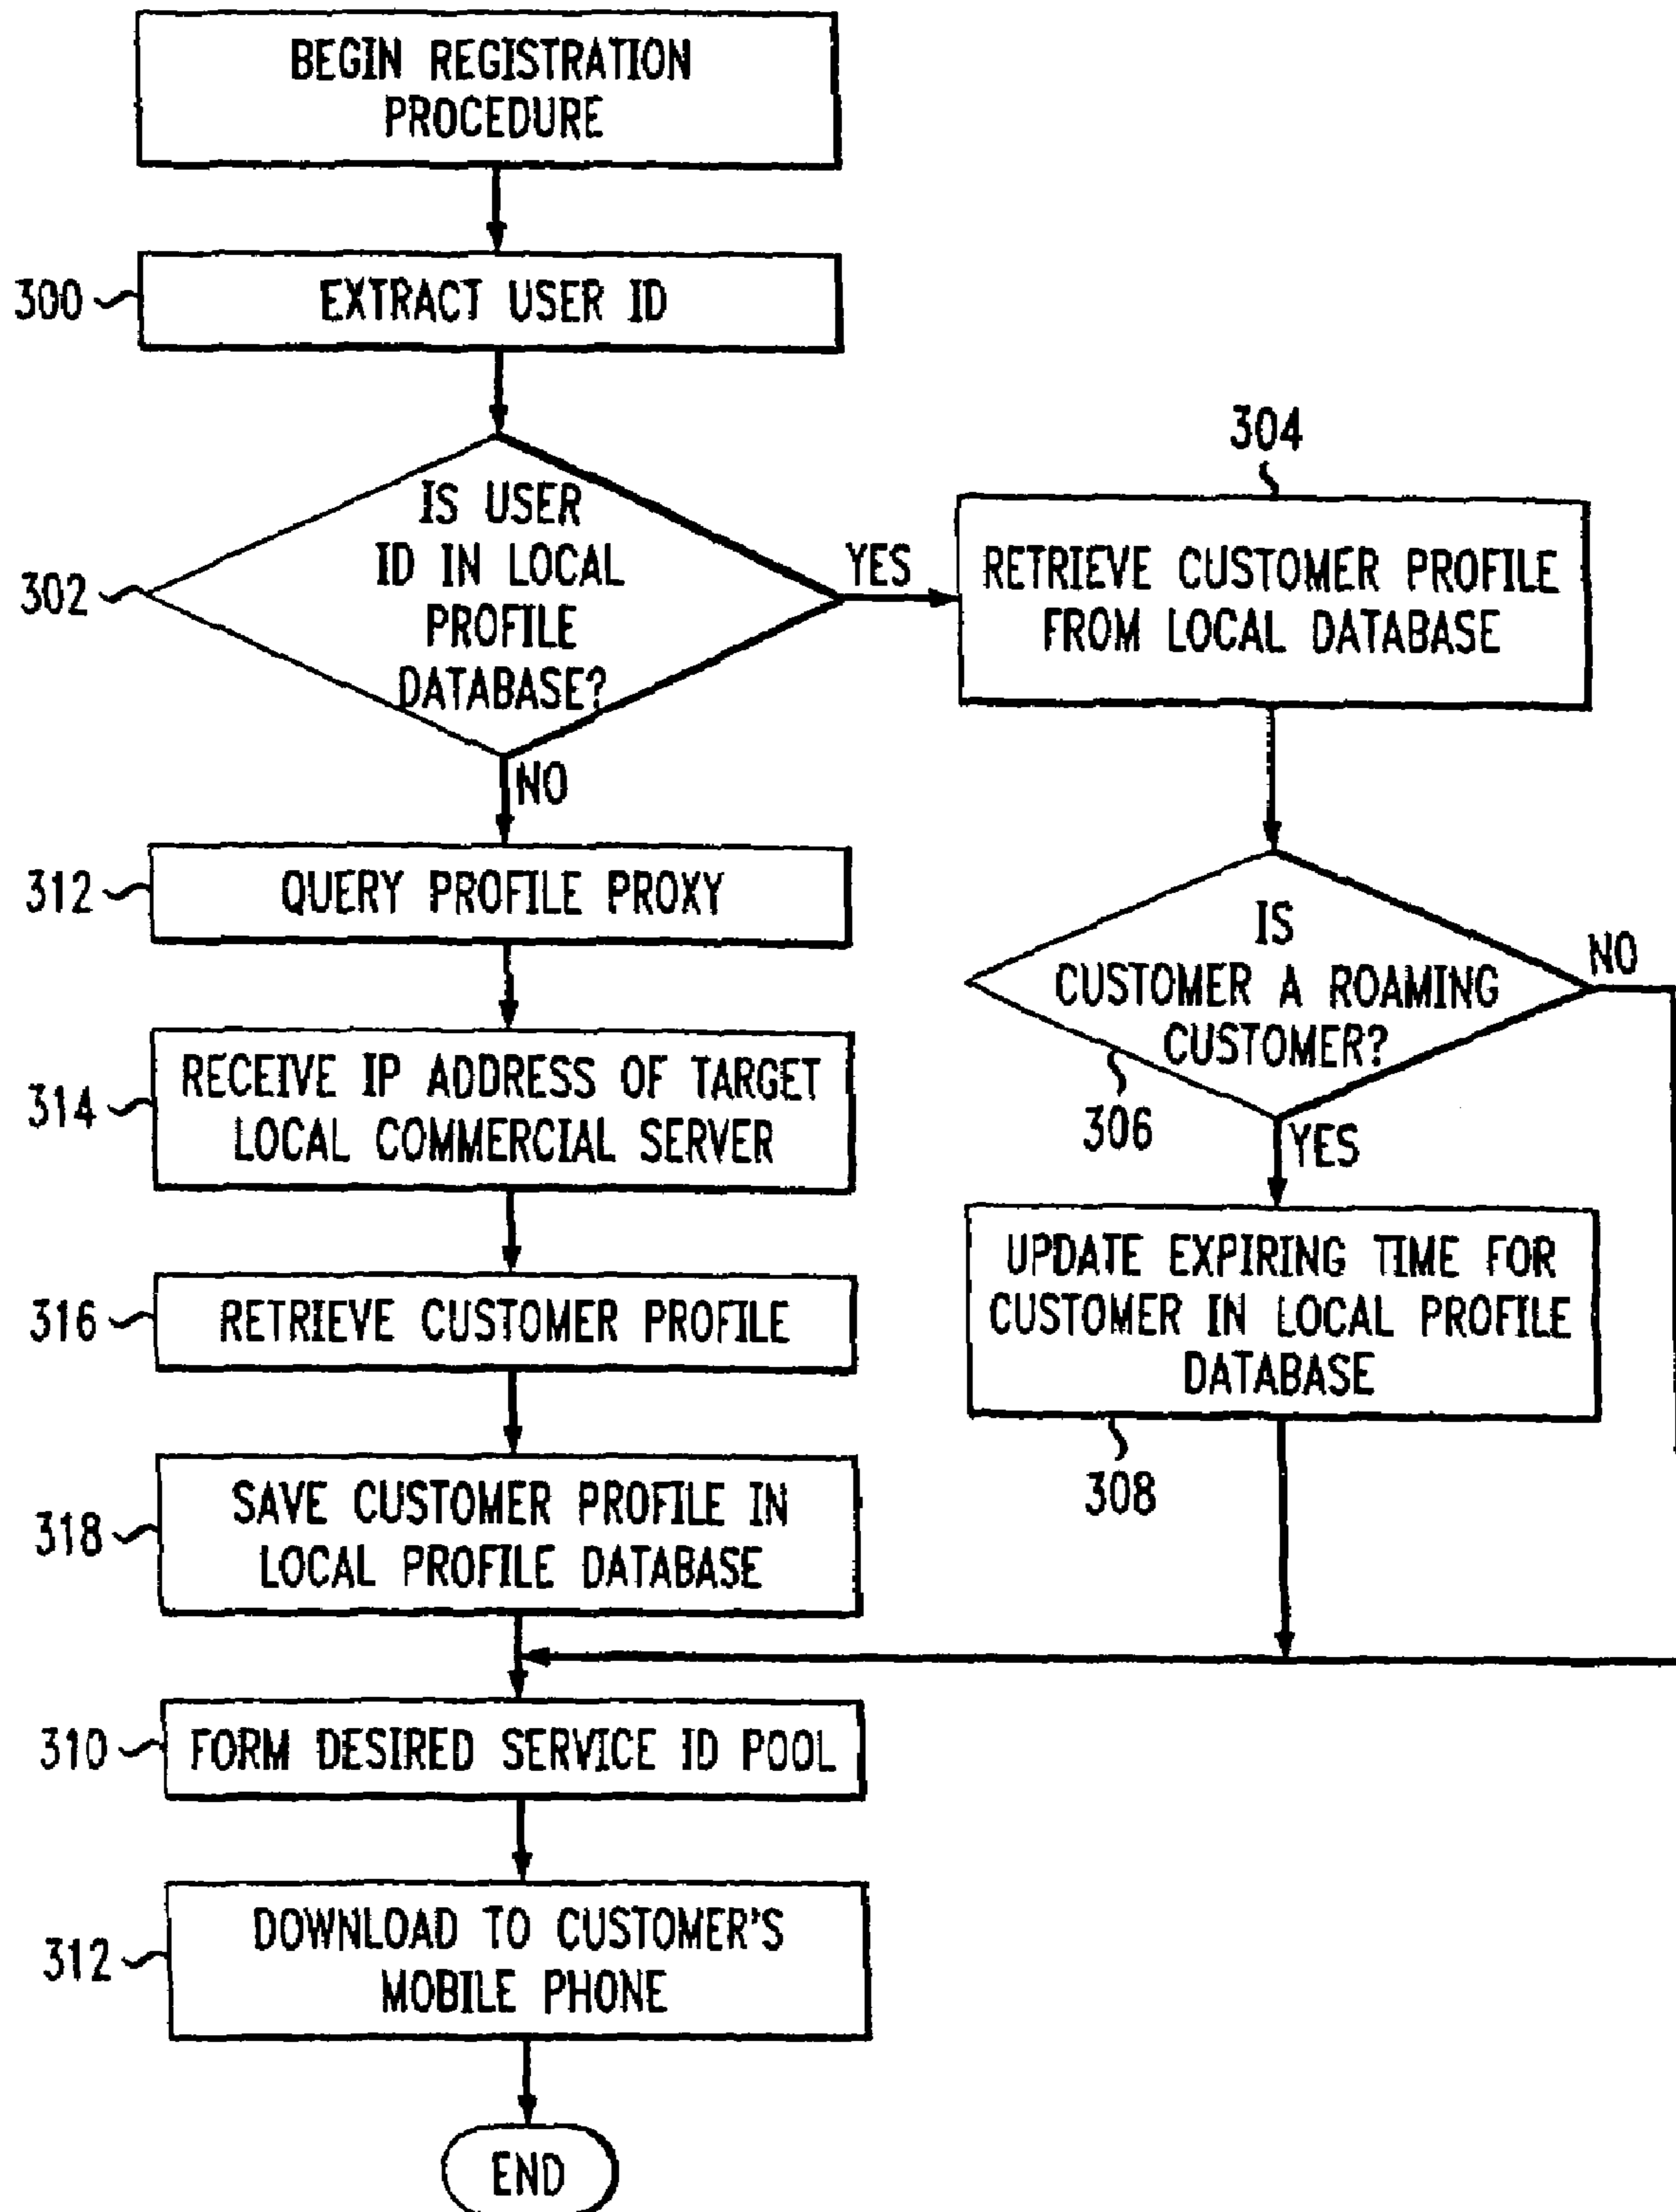 BEGIN REGISTRATION
PROCEDURE
300
EXTRACT USER ID
302
IS USER
ID IN LOCAL
PROFILE
DATABASE?
YES
NO
304
RETRIEVE CUSTOMER PROFILE
FROM LOCAL DATABASE
IS
CUSTOMER A ROAMING
CUSTOMER?
306
NO
YES
UPDATE EXPIRING TIME FOR
CUSTOMER IN LOCAL PROFILE
DATABASE
308
312
QUERY PROFILE PROXY
314
RECEIVE IP ADDRESS OF TARGET
LOCAL COMMERCIAL SERVER
316
RETRIEVE CUSTOMER PROFILE
318
SAVE CUSTOMER PROFILE IN
LOCAL PROFILE DATABASE
310
FORM DESIRED SERVICE ID POOL
312
DOWNLOAD TO CUSTOMER'S
MOBILE PHONE
END